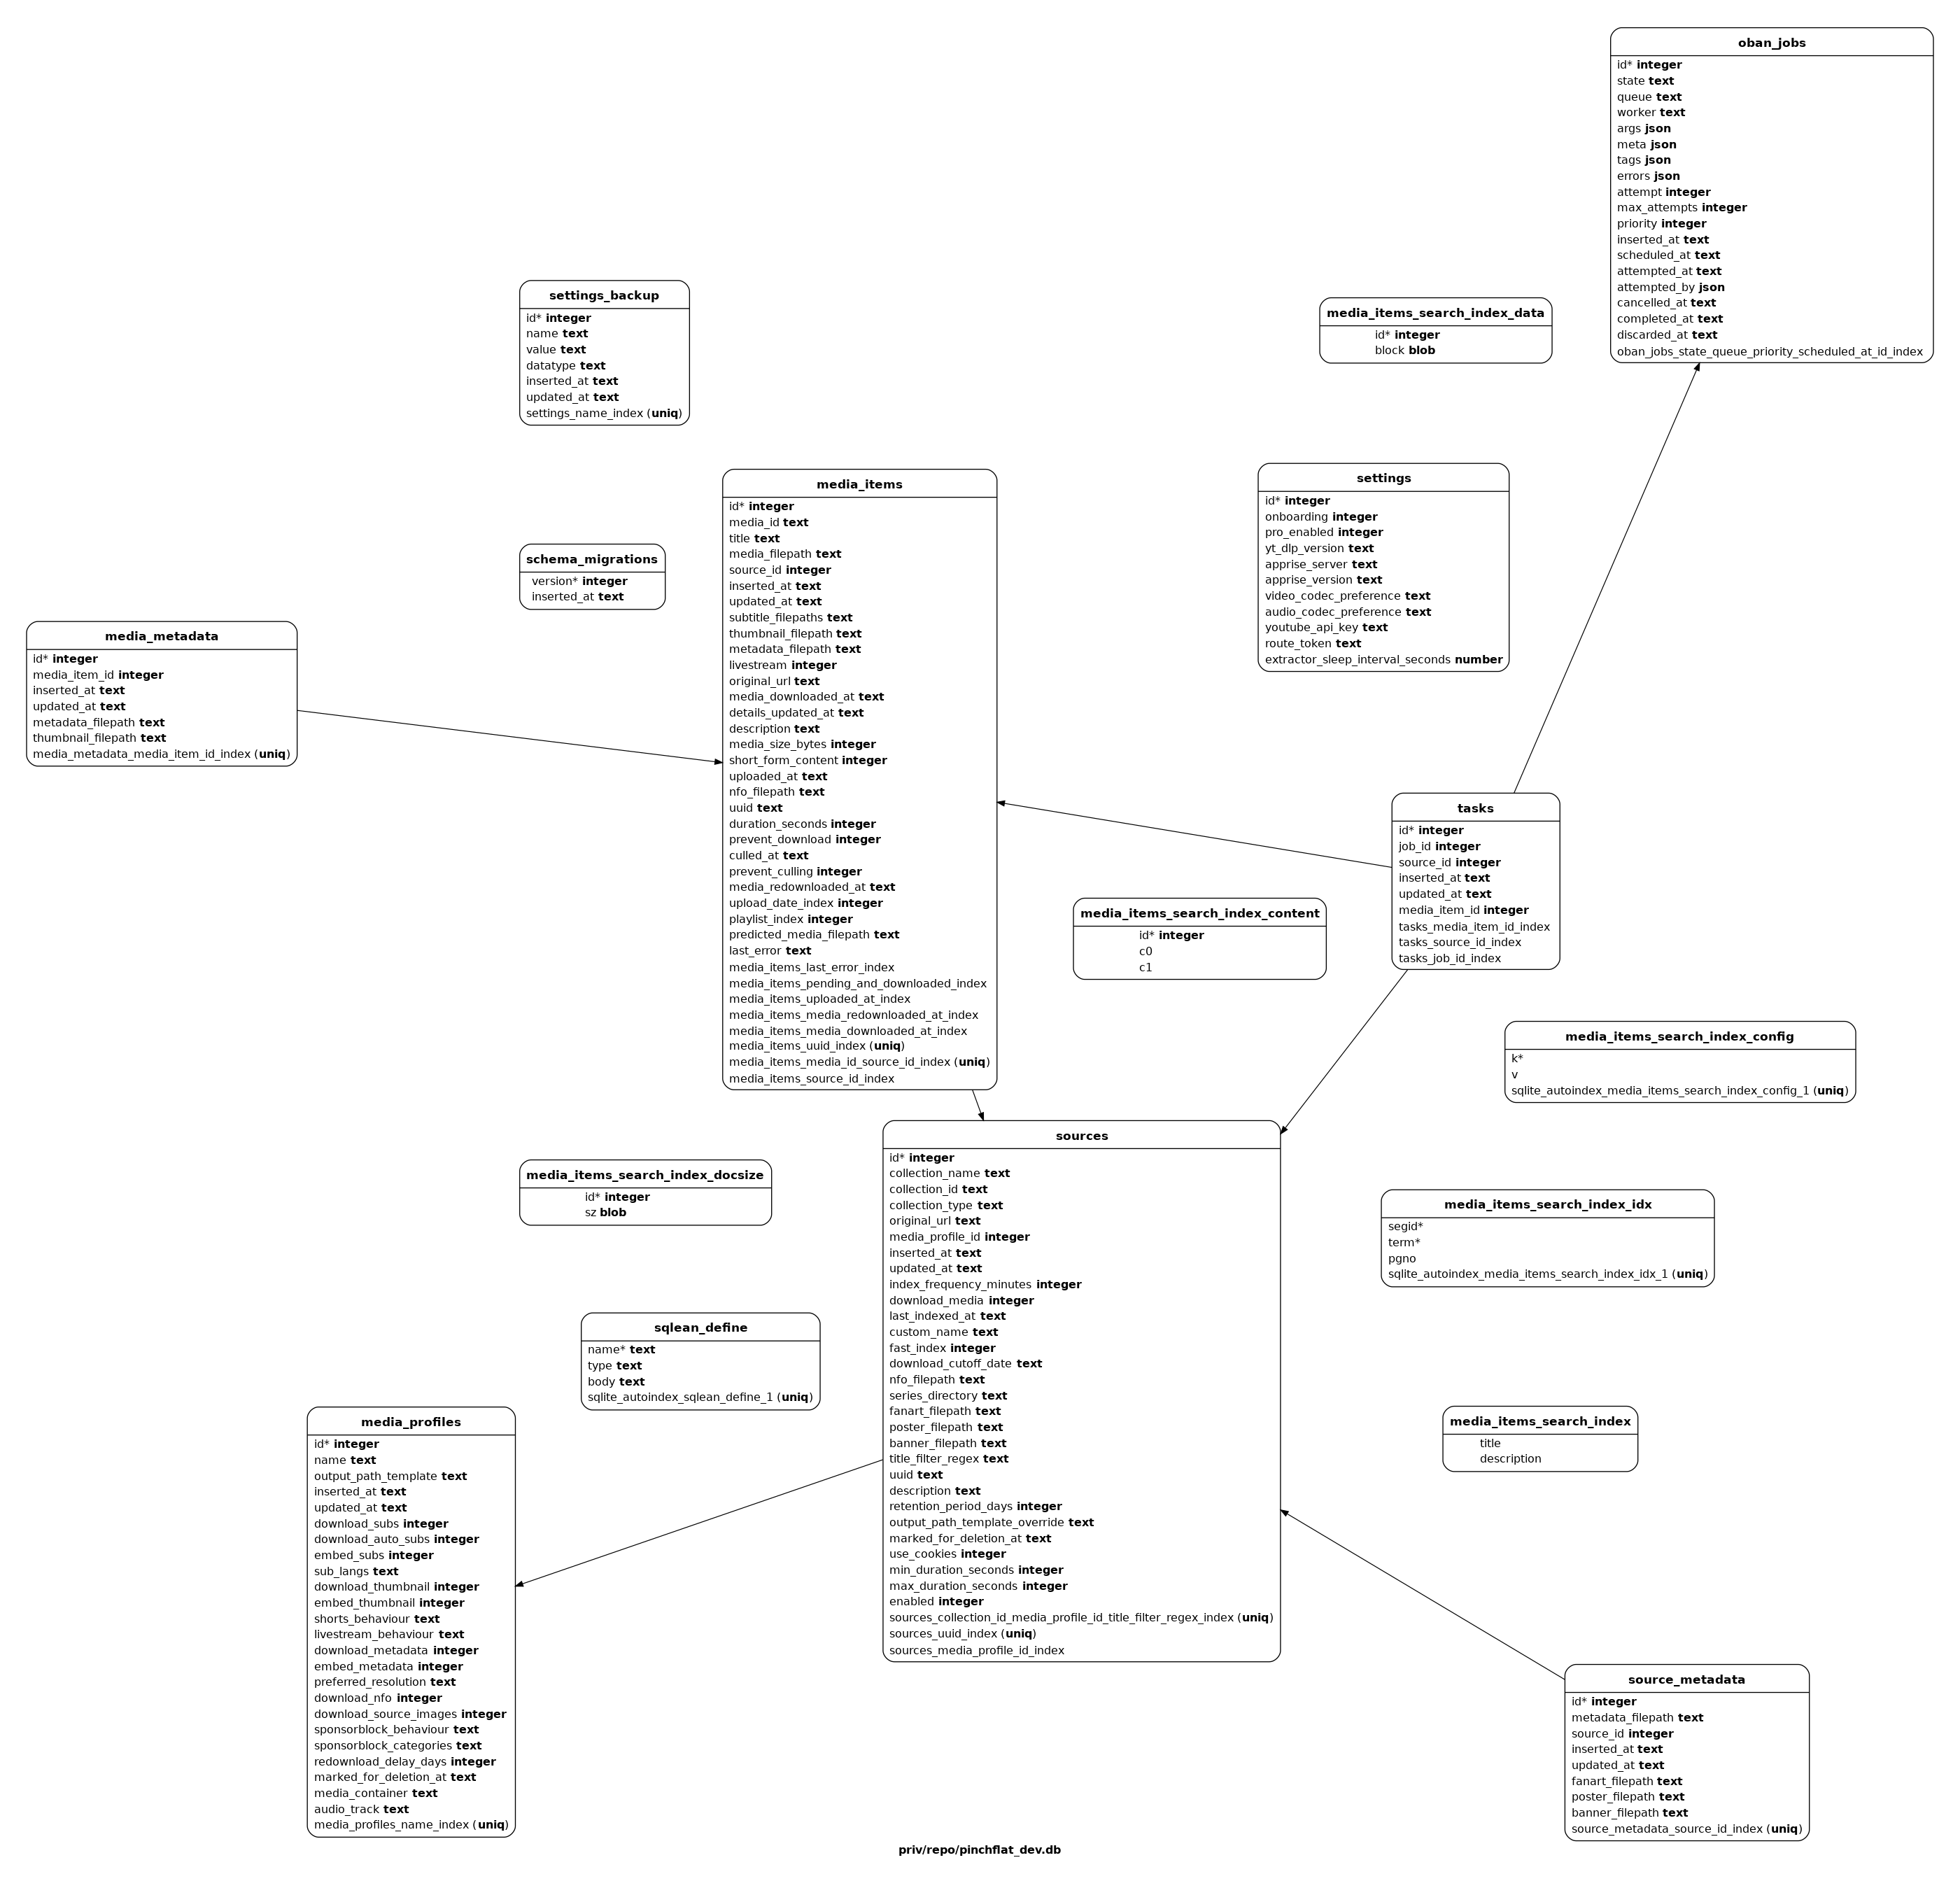 oban_jobs
id* integer
state text
queue text
worker text
args json
meta json
tags json
errors json
attempt integer
max_attempts integer
priority integer
inserted_at text
scheduled_at text
attempted_at text
attempted_by json
cancelled_at text
completed_at text
discarded_at text
oban_jobs_state_queue_priority_scheduled_at_id_index
settings_backup
id* integer
name text
value text
datatype text
inserted_at text
updated_at text
settings_name_index (uniq)
media_items_search_index_data
id* integer
block blob
media_items
id* integer
media_id text
title text
media_filepath text
source_id integer
inserted_at text
updated_at text
subtitle_filepaths text
thumbnail_filepath text
metadata_filepath text
livestream integer
original_url text
media_downloaded_at text
details_updated_at text
description text
media_size_bytes integer
short_form_content integer
uploaded_at text
nfo_filepath text
uuid text
duration_seconds integer
prevent_download integer
culled_at text
prevent_culling integer
media_redownloaded_at text
upload_date_index integer
playlist_index integer
predicted_media_filepath text
last_error text
media_items_last_error_index
media_items_pending_and_downloaded_index
media_items_uploaded_at_index
media_items_media_redownloaded_at_index
media_items_media_downloaded_at_index
media_items_uuid_index (uniq)
media_items_media_id_source_id_index (uniq)
media_items_source_id_index
settings
id* integer
onboarding integer
pro_enabled integer
yt_dlp_version text
apprise_server text
apprise_version text
video_codec_preference text
audio_codec_preference text
youtube_api_key text
route_token text
extractor_sleep_interval_seconds number
schema_migrations
version* integer
inserted_at text
media_metadata
id* integer
media_item_id integer
inserted_at text
updated_at text
metadata_filepath text
thumbnail_filepath text
media_metadata_media_item_id_index (uniq)
tasks
id* integer
job_id integer
source_id integer
inserted_at text
updated_at text
media_item_id integer
tasks_media_item_id_index
tasks_source_id_index
tasks_job_id_index
media_items_search_index_content
id* integer
c0
c1
media_items_search_index_config
k*
v
sqlite_autoindex_media_items_search_index_config_1 (uniq)
sources
id* integer
collection_name text
collection_id text
collection_type text
original_url text
media_profile_id integer
inserted_at text
updated_at text
index_frequency_minutes integer
download_media integer
last_indexed_at text
custom_name text
fast_index integer
download_cutoff_date text
nfo_filepath text
series_directory text
fanart_filepath text
poster_filepath text
banner_filepath text
title_filter_regex text
uuid text
description text
retention_period_days integer
output_path_template_override text
marked_for_deletion_at text
use_cookies integer
min_duration_seconds integer
max_duration_seconds integer
enabled integer
sources_collection_id_media_profile_id_title_filter_regex_index (uniq)
sources_uuid_index (uniq)
sources_media_profile_id_index
media_items_search_index_docsize
id* integer
sz blob
media_items_search_index_idx
segid*
term*
pgno
sqlite_autoindex_media_items_search_index_idx_1 (uniq)
sqlean_define
name* text
type text
body text
sqlite_autoindex_sqlean_define_1 (uniq)
media_profiles
id* integer
name text
output_path_template text
inserted_at text
updated_at text
download_subs integer
download_auto_subs integer
embed_subs integer
sub_langs text
download_thumbnail integer
embed_thumbnail integer
shorts_behaviour text
livestream_behaviour text
download_metadata integer
embed_metadata integer
preferred_resolution text
download_nfo integer
download_source_images integer
sponsorblock_behaviour text
sponsorblock_categories text
redownload_delay_days integer
marked_for_deletion_at text
media_container text
audio_track text
media_profiles_name_index (uniq)
media_items_search_index
title
description
source_metadata
id* integer
metadata_filepath text
source_id integer
inserted_at text
updated_at text
fanart_filepath text
poster_filepath text
banner_filepath text
source_metadata_source_id_index (uniq)
priv/repo/pinchflat_dev.db